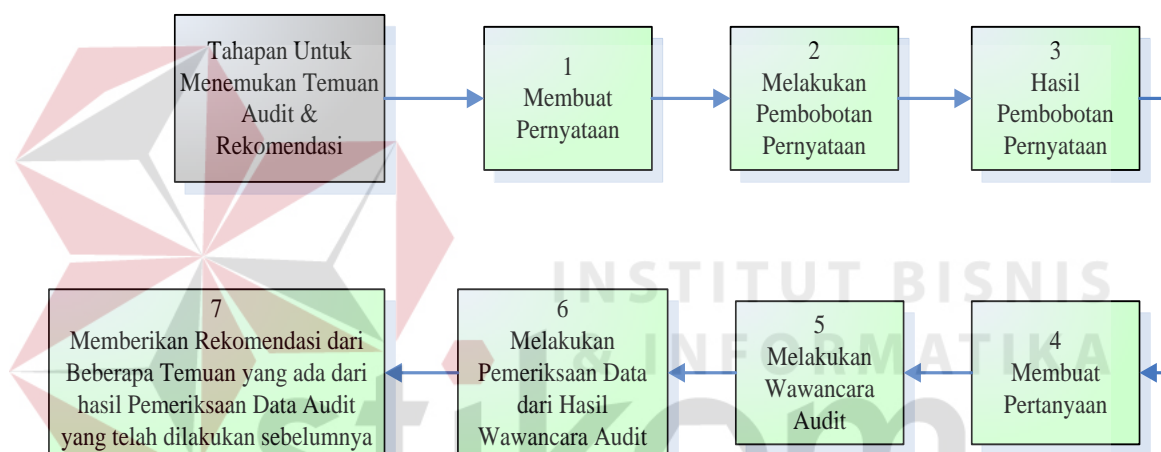 Tahapan Untuk
Menemukan Temuan
Audit &
Rekomendasi
1
Membuat
Pernyataan
2
Melakukan
Pembobotan
Pernyataan
3
Hasil
Pembobotan
Pernyataan
INSTITUT BISNIS
& INFORMATIKA
stikom
4
Membuat
Pertanyaan
5
Melakukan
Wawancara
Audit
6
Melakukan
Pemeriksaan Data
dari Hasil
Wawancara Audit
7
Memberikan Rekomendasi dari
Beberapa Temuan yang ada dari
hasil Pemeriksaan Data Audit
yang telah dilakukan sebelumnya